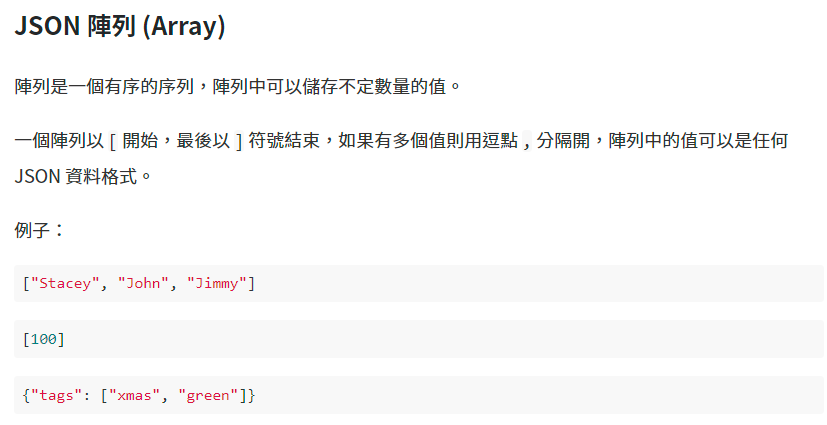 JSON 陣列 (Array)
陣列是一個有序的序列，陣列中可以儲存不定數量的值。
一個陣列以 [ 開始，最後以 ] 符號結束，如果有多個值則用逗點 , 分隔開，陣列中的值可以是任何
JSON 資料格式。
例子：
["Stacey", "John", "Jimmy"]
[100]
{"tags": ["xmas", "green"]}